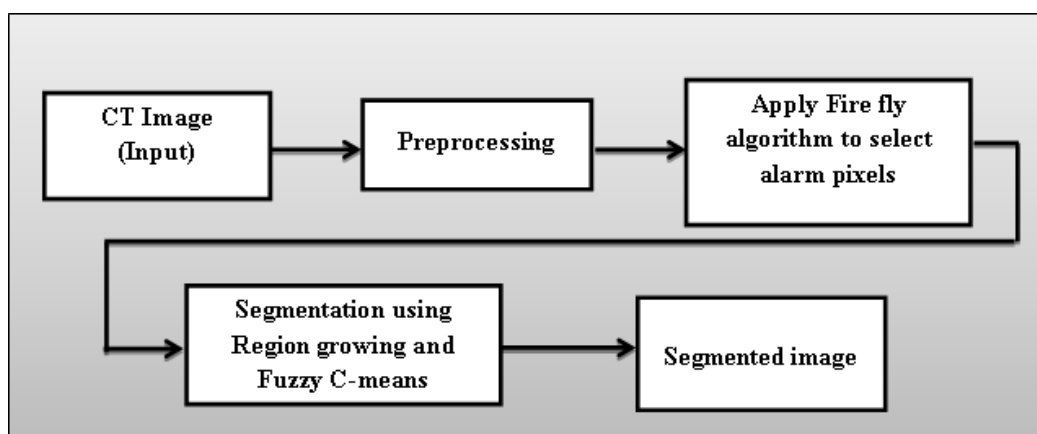 CT Image
(Input)
Preprocessing
Apply Fire fly
algorithm to select
alarm pixels
Segmentation using
Region growing and
Fuzzy C-means
Segmented image